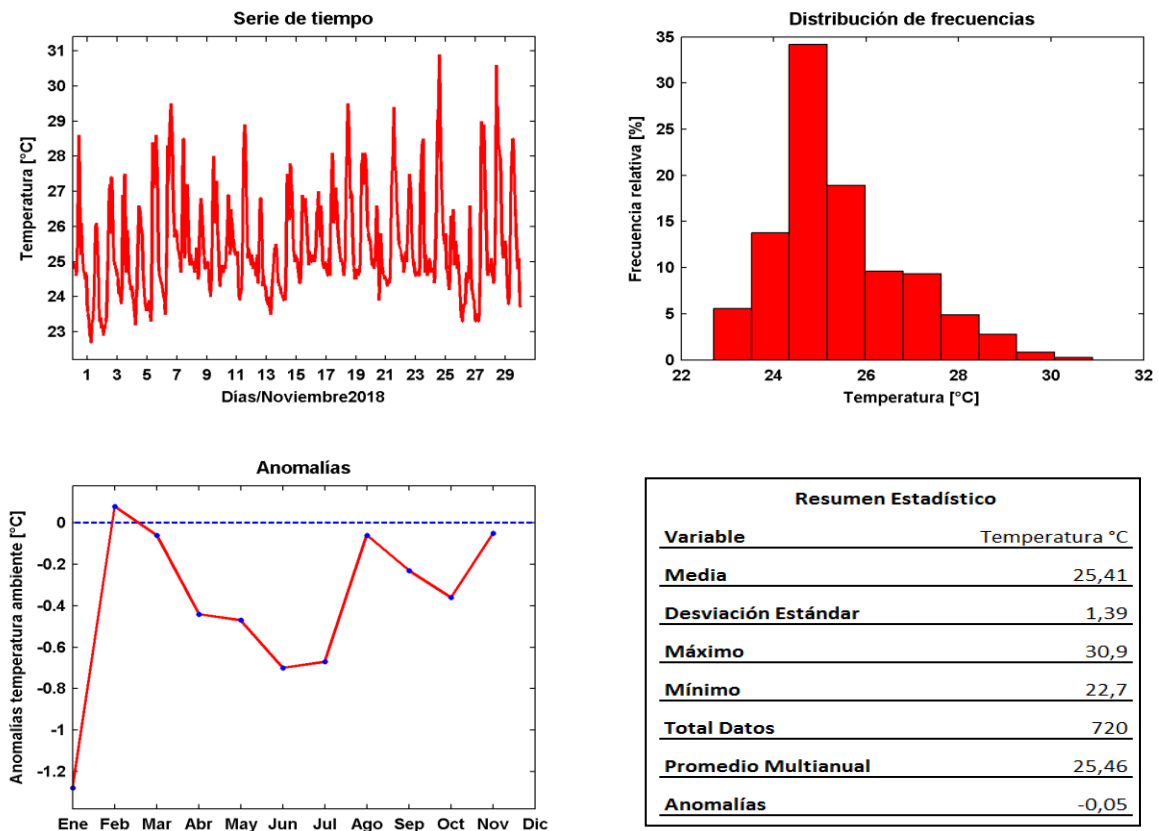 Serie de tiempo
Temperatura [°C]
31
30
29
28
27
26
25
24
23
1 3 5 7 9 11 13 15 17 19 21 23 25 27 29
Días/Noviembre2018
Distribución de frecuencias
Frecuencia relativa [%]
35
30
25
20
15
10
5
0
22 24 26 28 30 32
Temperatura [°C]
Anomalías
Anomalías temperatura ambiente [°C]
0
-0.2
-0.4
-0.6
-0.8
-1
-1.2
Ene Feb Mar Abr May Jun Jul Ago Sep Oct Nov Dic
Resumen Estadístico
Variable Temperatura °C
Media 25,41
Desviación Estándar 1,39
Máximo 30,9
Mínimo 22,7
Total Datos 720
Promedio Multianual 25,46
Anomalías -0,05